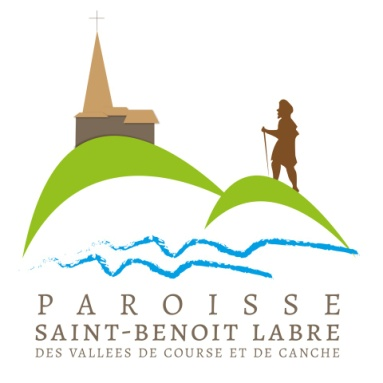 PAROISSE
SAINT-BENOIT LABRE
DES VALLEES DE COURSE ET DE CANCHE